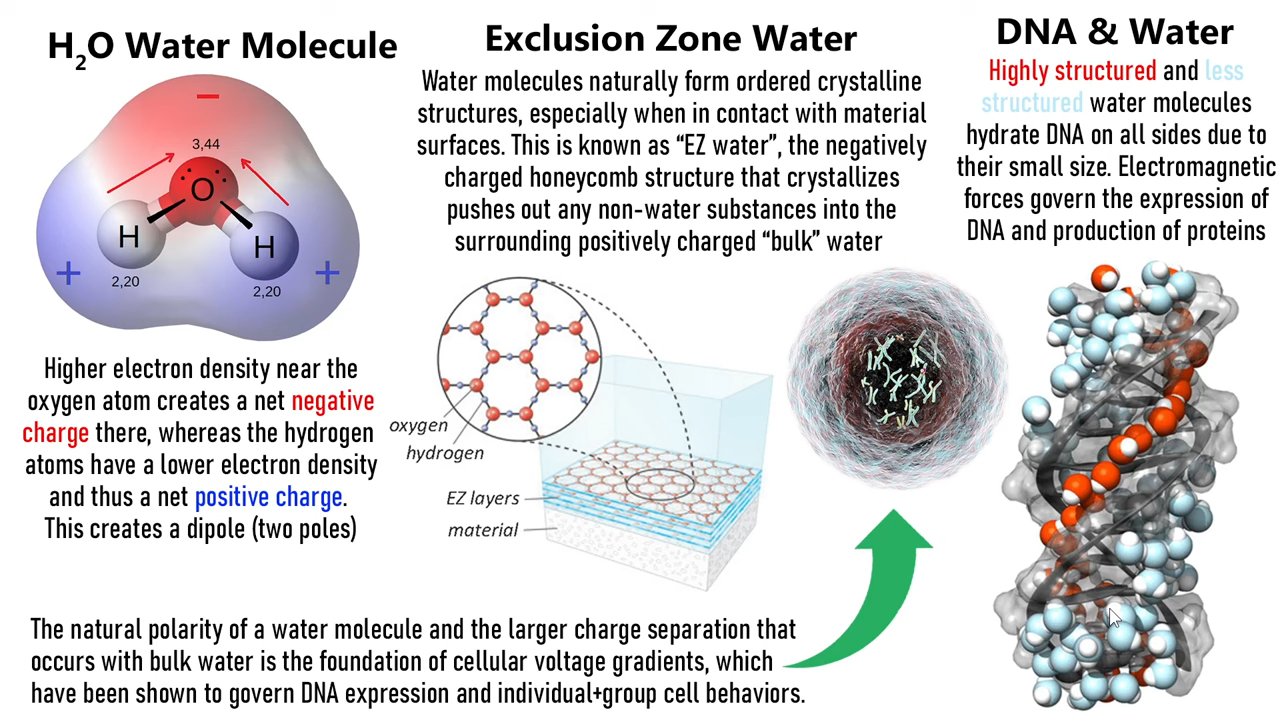 H2O Water Molecule
−
3,44
O
H
H
+
+
2,20
2,20
Higher electron density near the
oxygen atom creates a net negative
charge there, whereas the hydrogen
atoms have a lower electron density
and thus a net positive charge.
This creates a dipole (two poles)
Exclusion Zone Water
Water molecules naturally form ordered crystalline
structures, especially when in contact with material
surfaces. This is known as “EZ water”, the negatively
charged honeycomb structure that crystallizes
pushes out any non-water substances into the
surrounding positively charged “bulk” water
oxygen
hydrogen
EZ layers
material
DNA & Water
Highly structured and less
structured water molecules
hydrate DNA on all sides due to
their small size. Electromagnetic
forces govern the expression of
DNA and production of proteins
The natural polarity of a water molecule and the larger charge separation that
occurs with bulk water is the foundation of cellular voltage gradients, which
have been shown to govern DNA expression and individual+group cell behaviors.